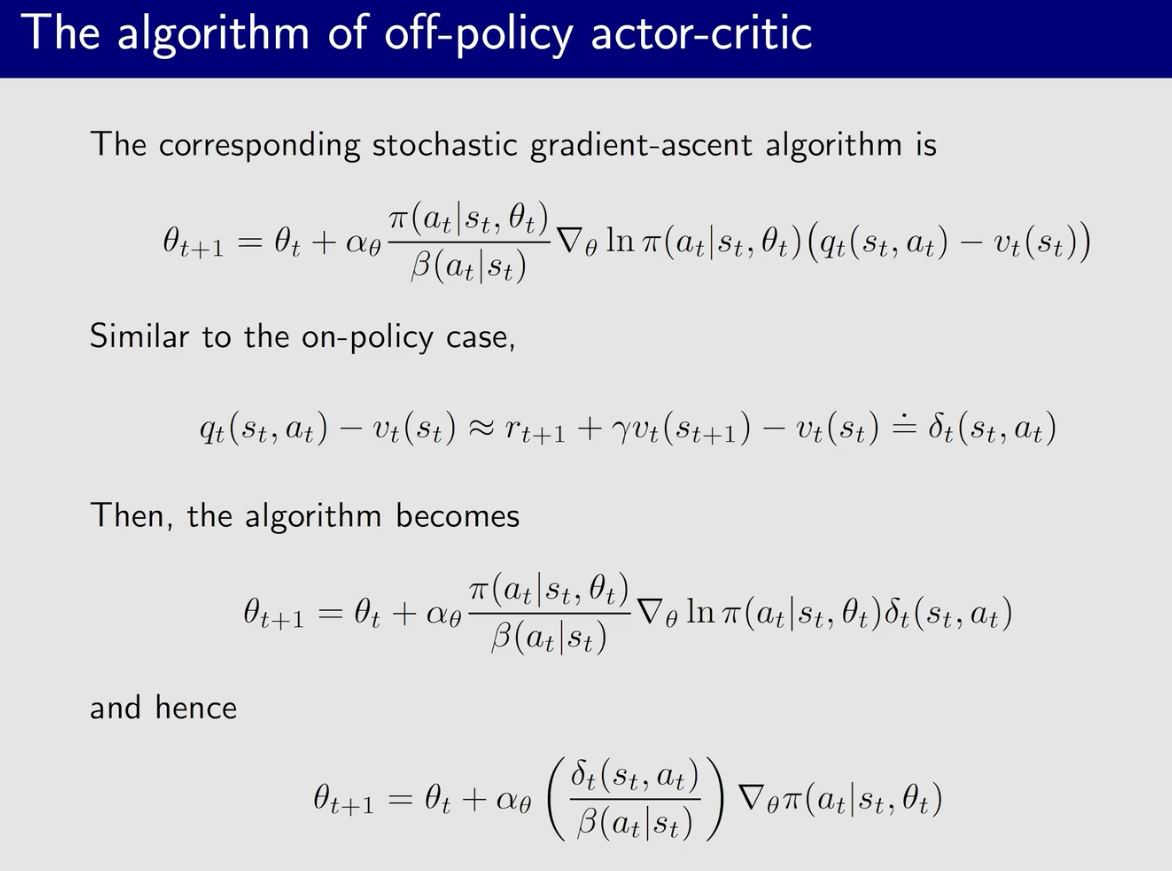 The algorithm of off-policy actor-critic
The corresponding stochastic gradient-ascent algorithm is
$\theta_{t+1} = \theta_t + \alpha_\theta \frac{\pi(a_t|s_t, \theta_t)}{\beta(a_t|s_t)} \nabla_\theta \ln \pi(a_t|s_t, \theta_t) \big(q_t(s_t, a_t) - v_t(s_t)\big)$
Similar to the on-policy case,
$q_t(s_t, a_t) - v_t(s_t) \approx r_{t+1} + \gamma v_t(s_{t+1}) - v_t(s_t) \doteq \delta_t(s_t, a_t)$
Then, the algorithm becomes
$\theta_{t+1} = \theta_t + \alpha_\theta \frac{\pi(a_t|s_t, \theta_t)}{\beta(a_t|s_t)} \nabla_\theta \ln \pi(a_t|s_t, \theta_t) \delta_t(s_t, a_t)$
and hence
$\theta_{t+1} = \theta_t + \alpha_\theta \left( \frac{\delta_t(s_t, a_t)}{\beta(a_t|s_t)} \right) \nabla_\theta \pi(a_t|s_t, \theta_t)$